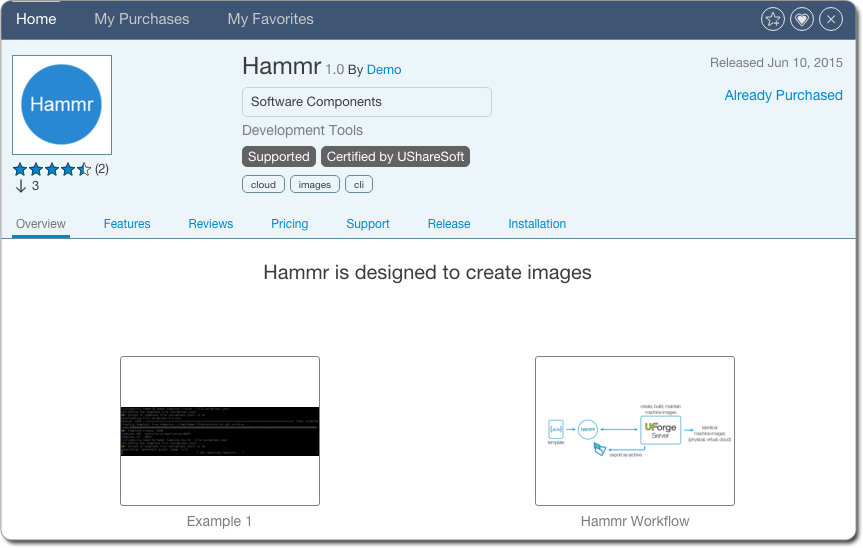 Home My Purchases My Favorites
Hammr 1.0 By Demo
Released Jun 10, 2015
Hammr
Software Components
Already Purchased
Development Tools
Supported Certified by UShareSoft
(2)
3
cloud images cli
Overview Features Reviews Pricing Support Release Installation
Hammr is designed to create images
create, build, maintain
machine images
{json}
hammr
UForge
Server
template
identical
machine images
(physical, virtual, cloud)
export as archive
Example 1
Hammr Workflow